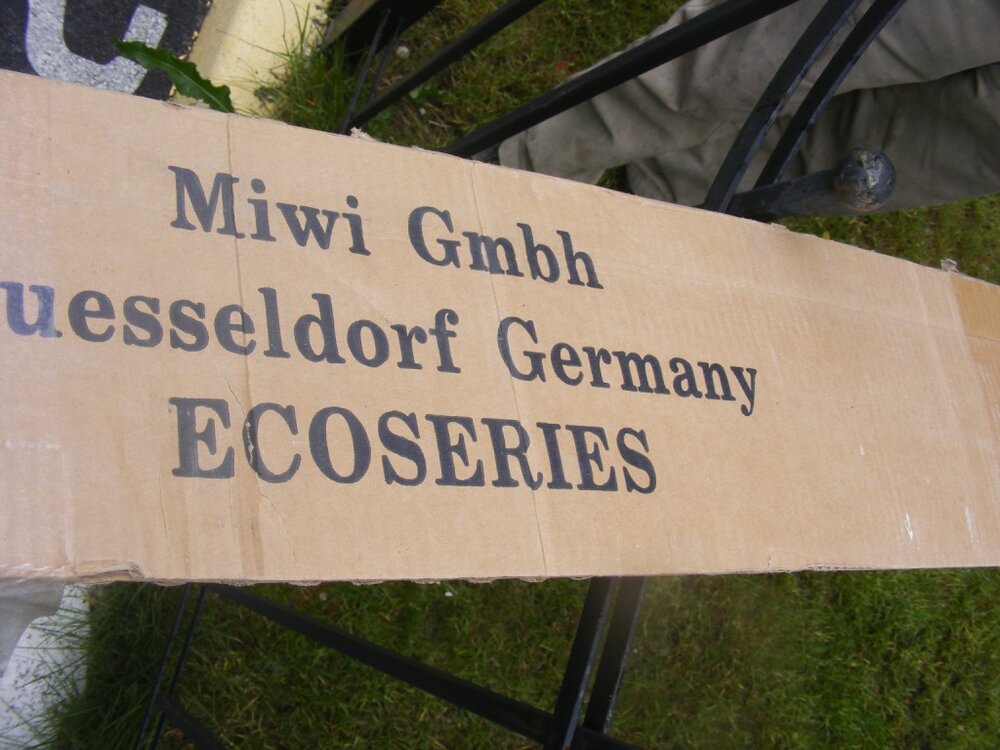 Miwi Gmbh
uesseldorf Germany
ECOSERIES